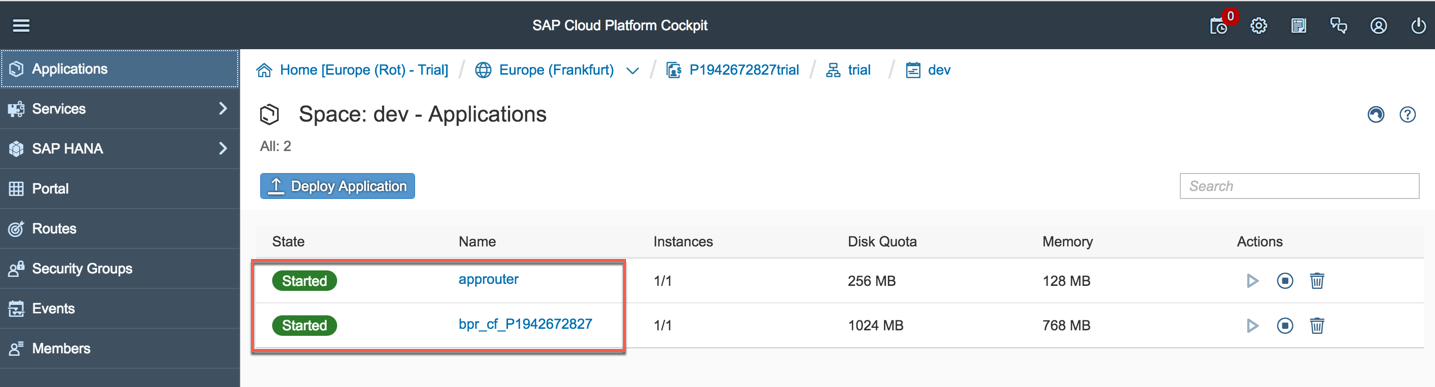 SAP Cloud Platform Cockpit
0
Applications
Services
SAP HANA
Portal
Routes
Security Groups
Events
Members
Home [Europe (Rot) - Trial] / Europe (Frankfurt) / P1942672827trial / trial / dev
Space: dev - Applications
All: 2
Deploy Application
Search
State Name Instances Disk Quota Memory Actions
Started approuter 1/1 256 MB 128 MB
Started bpr_cf_P1942672827 1/1 1024 MB 768 MB